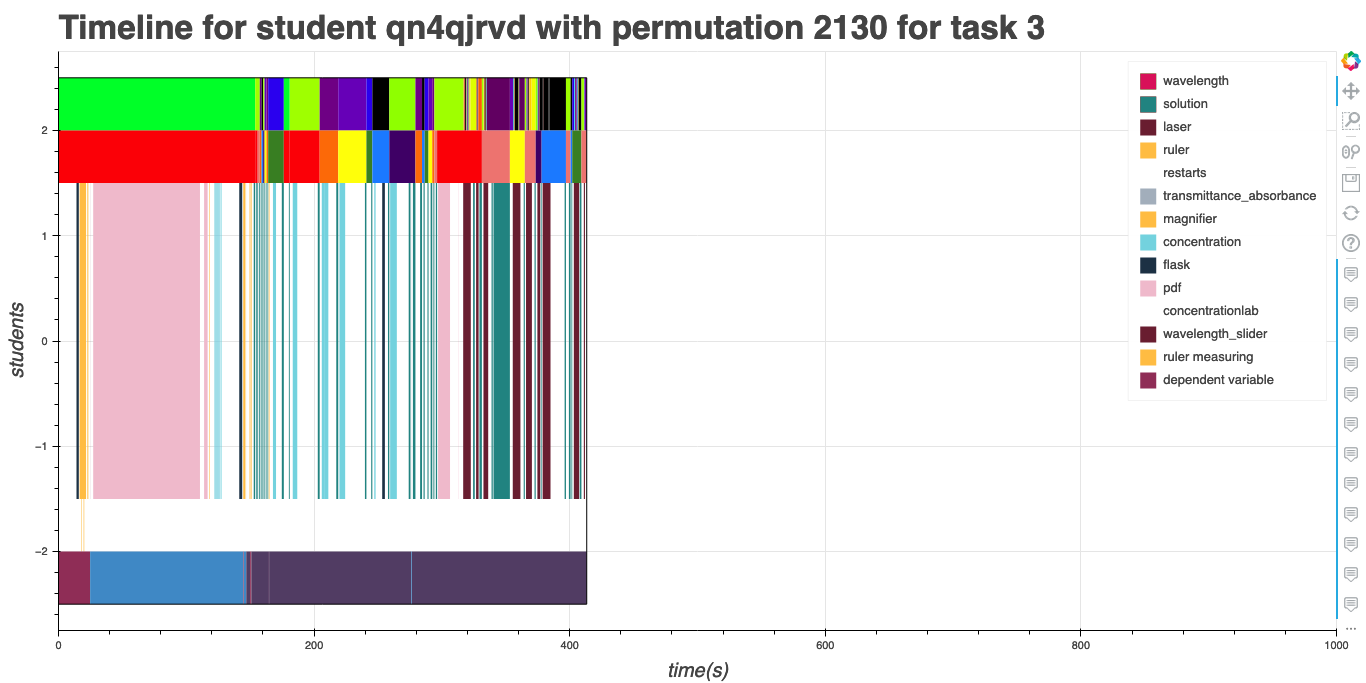 Timeline for student qn4qjrvd with permutation 2130 for task 3
students
2
1
0
−1
−2
0
200
400
600
800
1000
time(s)
wavelength
solution
laser
ruler
restarts
transmittance_absorbance
magnifier
concentration
flask
pdf
concentrationlab
wavelength_slider
ruler measuring
dependent variable